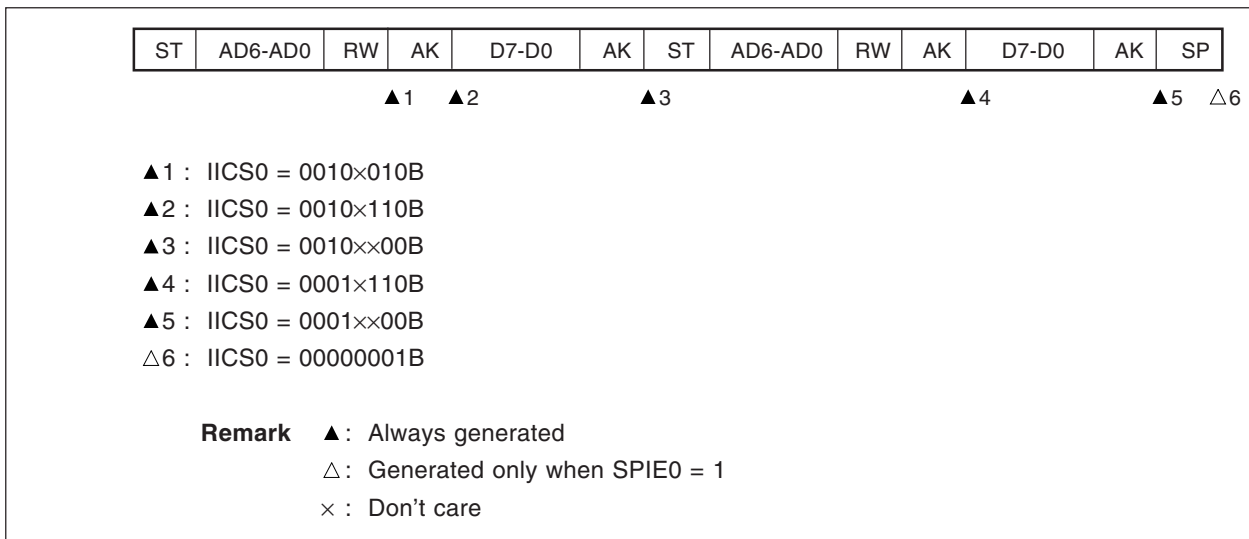 ST AD6-AD0 RW AK D7-D0 AK ST AD6-AD0 RW AK D7-D0 AK SP
▲1 ▲2 ▲3 ▲4 ▲5 △6
▲1 : IICS0 = 0010×010B
▲2 : IICS0 = 0010×110B
▲3 : IICS0 = 0010××00B
▲4 : IICS0 = 0001×110B
▲5 : IICS0 = 0001××00B
△6 : IICS0 = 00000001B
Remark ▲ : Always generated
△ : Generated only when SPIE0 = 1
× : Don't care